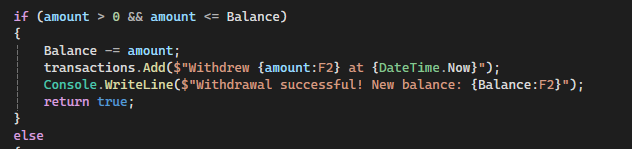 if (amount > 0 && amount <= Balance)
{
Balance -= amount;
transactions.Add($"Withdrew {amount:F2} at {DateTime.Now}");
Console.WriteLine($"Withdrawal successful! New balance: {Balance:F2}");
return true;
}
else